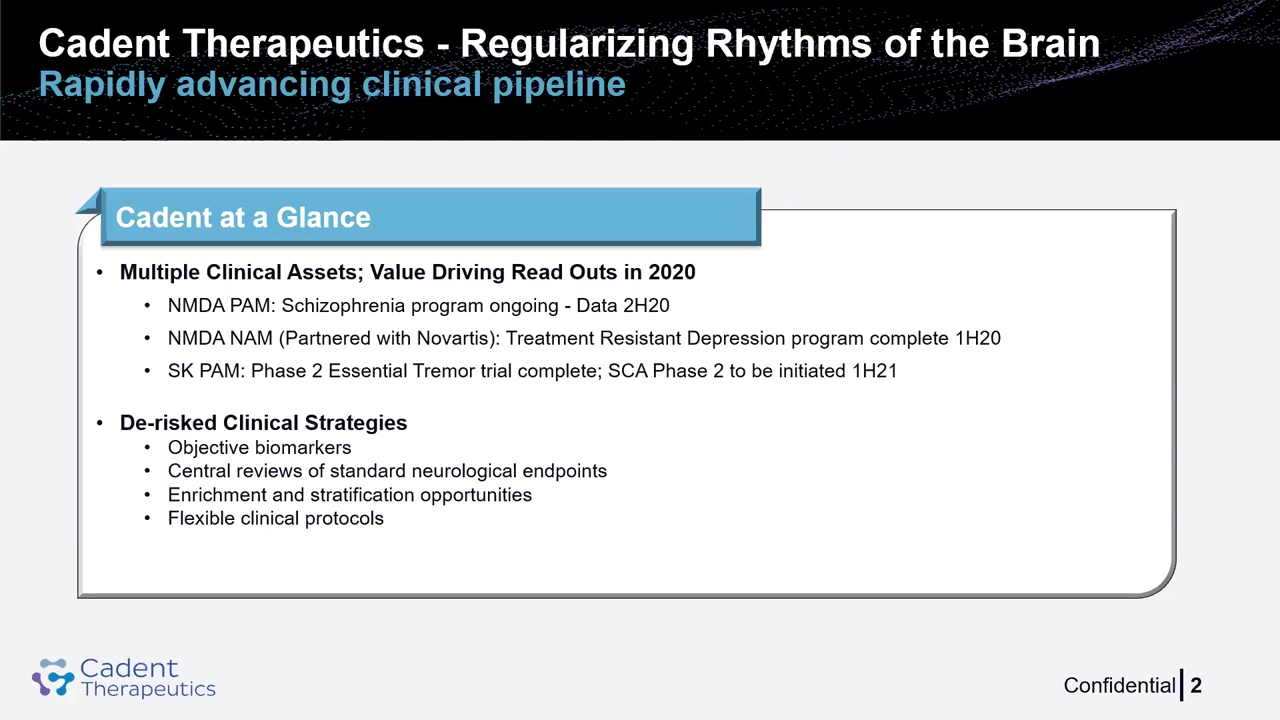 Cadent Therapeutics - Regularizing Rhythms of the Brain
Rapidly advancing clinical pipeline
Cadent at a Glance
• Multiple Clinical Assets; Value Driving Read Outs in 2020
• NMDA PAM: Schizophrenia program ongoing - Data 2H20
• NMDA NAM (Partnered with Novartis): Treatment Resistant Depression program complete 1H20
• SK PAM: Phase 2 Essential Tremor trial complete; SCA Phase 2 to be initiated 1H21
• De-risked Clinical Strategies
• Objective biomarkers
• Central reviews of standard neurological endpoints
• Enrichment and stratification opportunities
• Flexible clinical protocols
Cadent
Therapeutics
Confidential 2